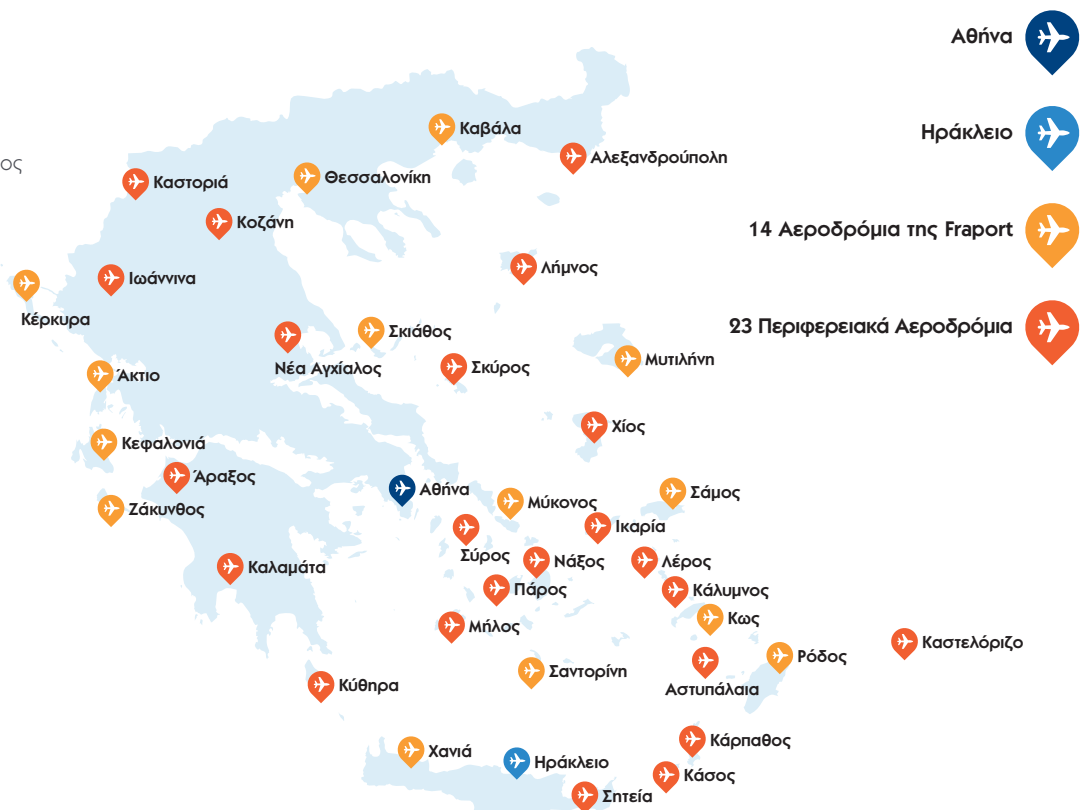 Αθήνα
Ηράκλειο
14 Αεροδρόμια της Fraport
23 Περιφερειακά Αεροδρόμια
ος
Καβάλα
Αλεξανδρούπολη
Θεσσαλονίκη
Καστοριά
Κοζάνη
Λήμνος
Ιωάννινα
Κέρκυρα
Σκιάθος
Νέα Αγχίαλος
Σκύρος
Μυτιλήνη
Άκτιο
Χίος
Κεφαλονιά
Άραξος
Αθήνα
Σάμος
Μύκονος
Ζάκυνθος
Ικαρία
Σύρος
Νάξος
Λέρος
Καλαμάτα
Πάρος
Κάλυμνος
Κως
Μήλος
Καστελόριζο
Ρόδος
Σαντορίνη
Αστυπάλαια
Κύθηρα
Κάρπαθος
Χανιά
Ηράκλειο
Κάσος
Σητεία